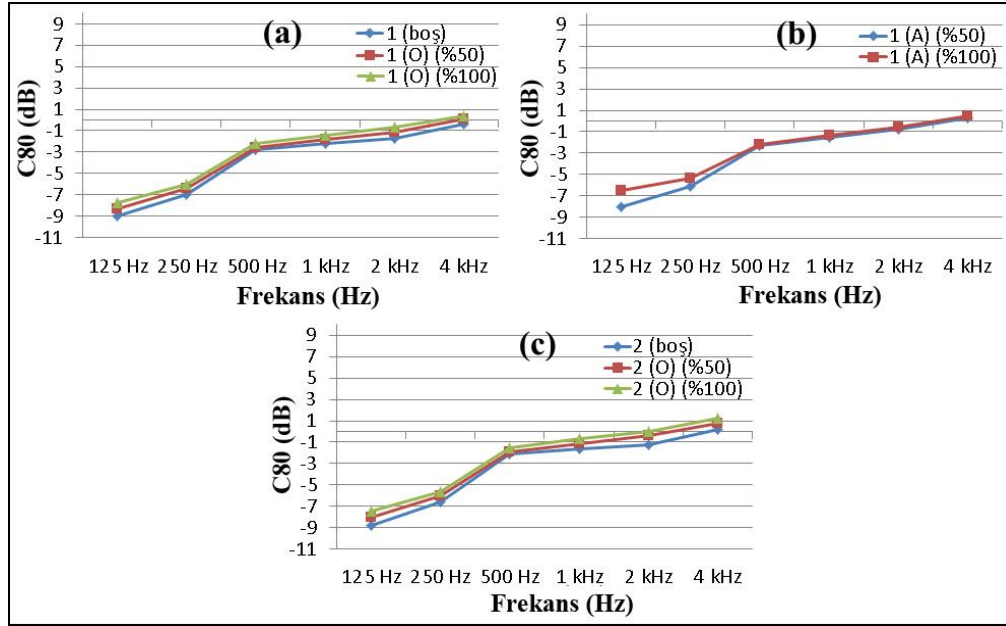 (a)
9
7
5
3
1
-1
-3
-5
-7
-9
-11
C80 (dB)
1 (boş)
1 (O) (%50)
1 (O) (%100)
125 Hz 250 Hz 500 Hz 1 kHz 2 kHz 4 kHz
Frekans (Hz)
(b)
9
7
5
3
1
-1
-3
-5
-7
-9
-11
C80 (dB)
1 (A) (%50)
1 (A) (%100)
125 Hz 250 Hz 500 Hz 1 kHz 2 kHz 4 kHz
Frekans (Hz)
(c)
9
7
5
3
1
-1
-3
-5
-7
-9
-11
C80 (dB)
2 (boş)
2 (O) (%50)
2 (O) (%100)
125 Hz 250 Hz 500 Hz 1 kHz 2 kHz 4 kHz
Frekans (Hz)